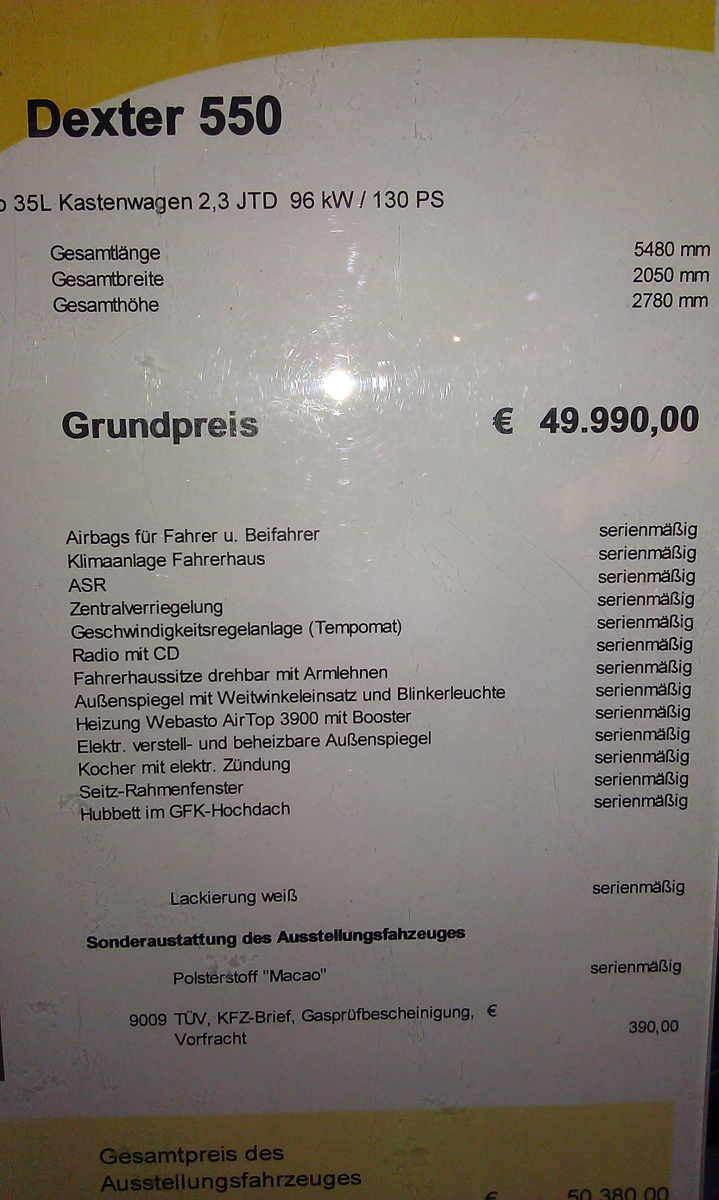 Dexter 550
35L Kastenwagen 2,3 JTD 96 kW / 130 PS
Gesamtlänge 5480 mm
Gesamtbreite 2050 mm
Gesamthöhe 2780 mm
Grundpreis € 49.990,00
Airbags für Fahrer u. Beifahrer serienmäßig
Klimaanlage Fahrerhaus serienmäßig
ASR serienmäßig
Zentralverriegelung serienmäßig
Geschwindigkeitsregelanlage (Tempomat) serienmäßig
Radio mit CD serienmäßig
Fahrerhaussitze drehbar mit Armlehnen serienmäßig
Außenspiegel mit Weitwinkeleinsatz und Blinkerleuchte serienmäßig
Heizung Webasto AirTop 3900 mit Booster serienmäßig
Elektr. verstell- und beheizbare Außenspiegel serienmäßig
Kocher mit elektr. Zündung serienmäßig
Seitz-Rahmenfenster serienmäßig
Hubbett im GFK-Hochdach serienmäßig
Lackierung weiß serienmäßig
Sonderaustattung des Ausstellungsfahzeuges
Polsterstoff "Macao" serienmäßig
9009 TÜV, KFZ-Brief, Gasprüfbescheinigung, € 390,00
Vorfracht
Gesamtpreis des
Ausstellungsfahrzeuges € 50.380,00